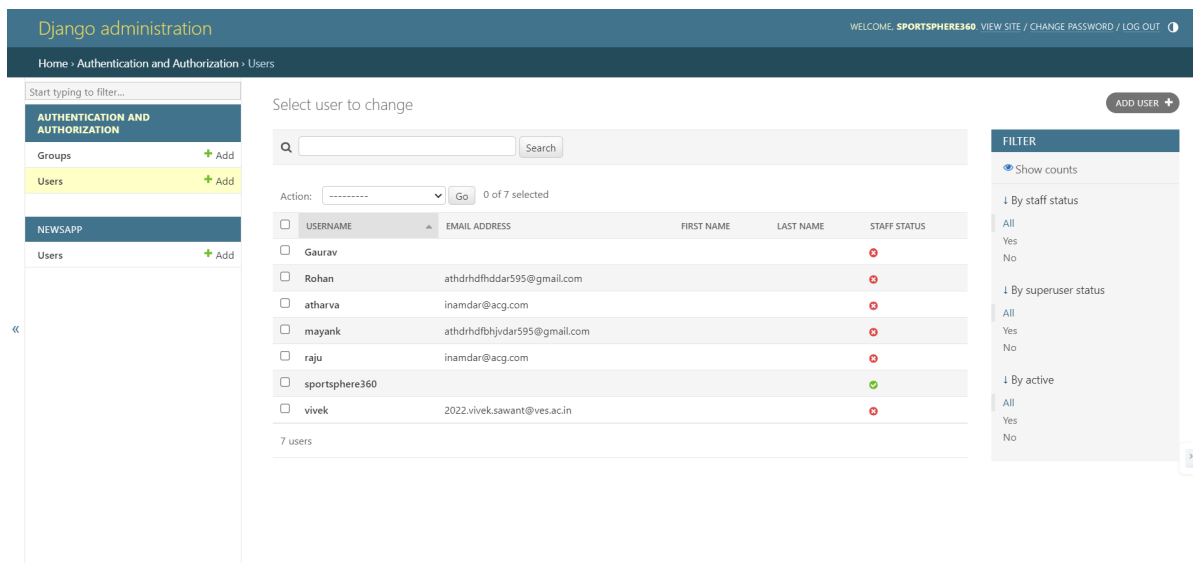 Django administration
WELCOME, SPORTSPHERE360. VIEW SITE / CHANGE PASSWORD / LOG OUT
Home › Authentication and Authorization › Users
Start typing to filter...
AUTHENTICATION AND
AUTHORIZATION
Groups + Add
Users + Add
NEWSAPP
Users + Add
«
Select user to change
ADD USER +
Search
Action: --------- Go 0 of 7 selected
USERNAME EMAIL ADDRESS FIRST NAME LAST NAME STAFF STATUS
Gaurav
Rohan athdrhdfhddar595@gmail.com
atharva inamdar@acg.com
mayank athdrhdfbhjvdar595@gmail.com
raju inamdar@acg.com
sportsphere360
vivek 2022.vivek.sawant@ves.ac.in
7 users
FILTER
Show counts
↓ By staff status
All
Yes
No
↓ By superuser status
All
Yes
No
↓ By active
All
Yes
No